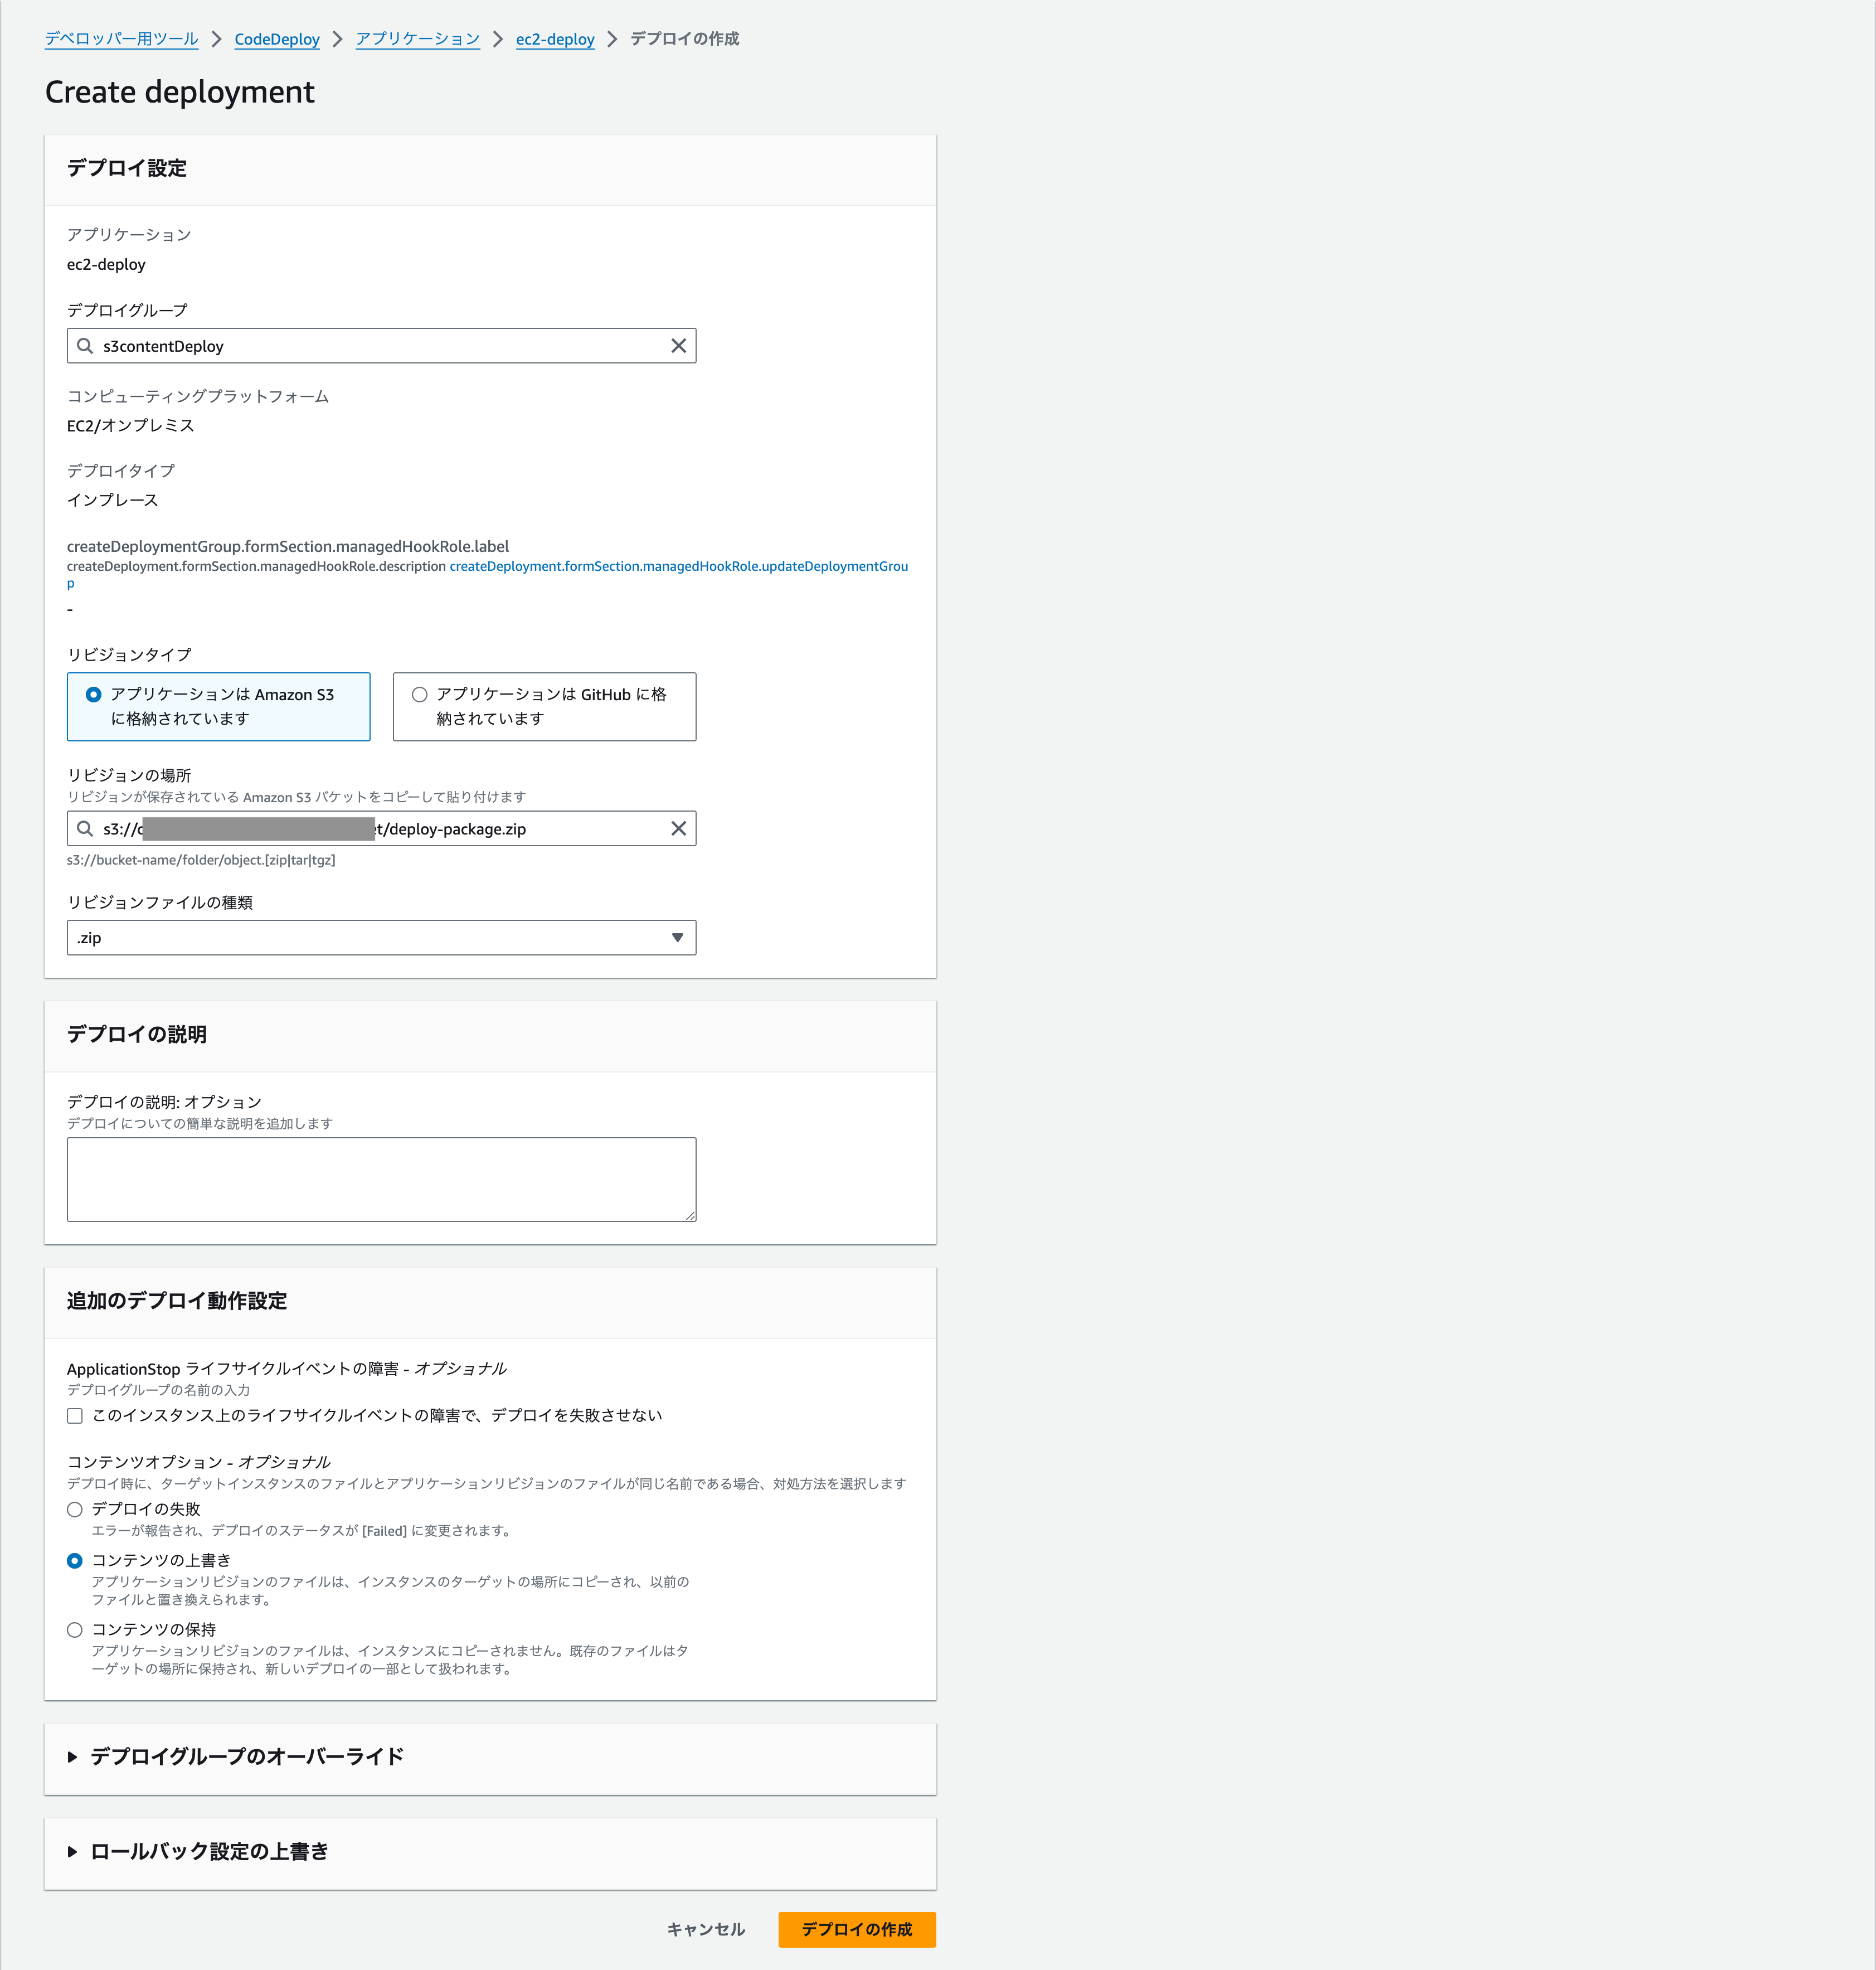 デベロッパー用ツール > CodeDeploy > アプリケーション > ec2-deploy > デプロイの作成
Create deployment
デプロイ設定
アプリケーション
ec2-deploy
デプロイグループ
s3contentDeploy
コンピューティングプラットフォーム
EC2/オンプレミス
デプロイタイプ
インプレース
createDeploymentGroup.formSection.managedHookRole.label
createDeployment.formSection.managedHookRole.description createDeployment.formSection.managedHookRole.updateDeploymentGrou
p
-
リビジョンタイプ
アプリケーションは Amazon S3
に格納されています
アプリケーションは GitHub に格
納されています
リビジョンの場所
リビジョンが保存されている Amazon S3 バケットをコピーして貼り付けます
s3:// t/deploy-package.zip
s3://bucket-name/folder/object.[zip|tar|tgz]
リビジョンファイルの種類
.zip
デプロイの説明
デプロイの説明: オプション
デプロイについての簡単な説明を追加します
追加のデプロイ動作設定
ApplicationStop ライフサイクルイベントの障害 - オプショナル
デプロイグループの名前の入力
このインスタンス上のライフサイクルイベントの障害で、デプロイを失敗させない
コンテンツオプション - オプショナル
デプロイ時に、ターゲットインスタンスのファイルとアプリケーションリビジョンのファイルが同じ名前である場合、対処方法を選択します
デプロイの失敗
エラーが報告され、デプロイのステータスが [Failed] に変更されます。
コンテンツの上書き
アプリケーションリビジョンのファイルは、インスタンスのターゲットの場所にコピーされ、以前の
ファイルと置き換えられます。
コンテンツの保持
アプリケーションリビジョンのファイルは、インスタンスにコピーされません。既存のファイルはタ
ーゲットの場所に保持され、新しいデプロイの一部として扱われます。
デプロイグループのオーバーライド
ロールバック設定の上書き
キャンセル
デプロイの作成